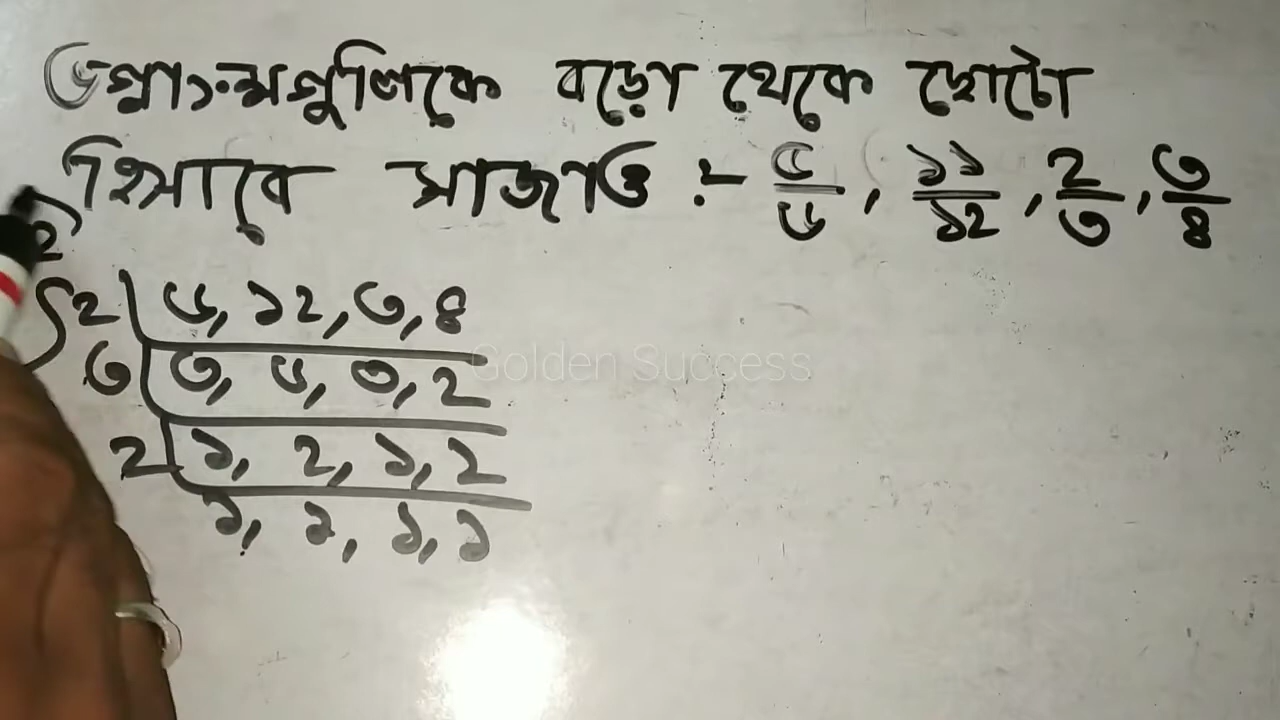 ভগ্নাংশগুলিকে বড়ো থেকে ছোটো
হিসাবে সাজাও :- ৫/৬, ১১/১২, ২/৩, ৩/৪
২ ৬, ১২, ৩, ৪
৩ ৩, ৬, ৩, ২
২ ১, ২, ১, ২
১, ১, ১, ১
Golden Success